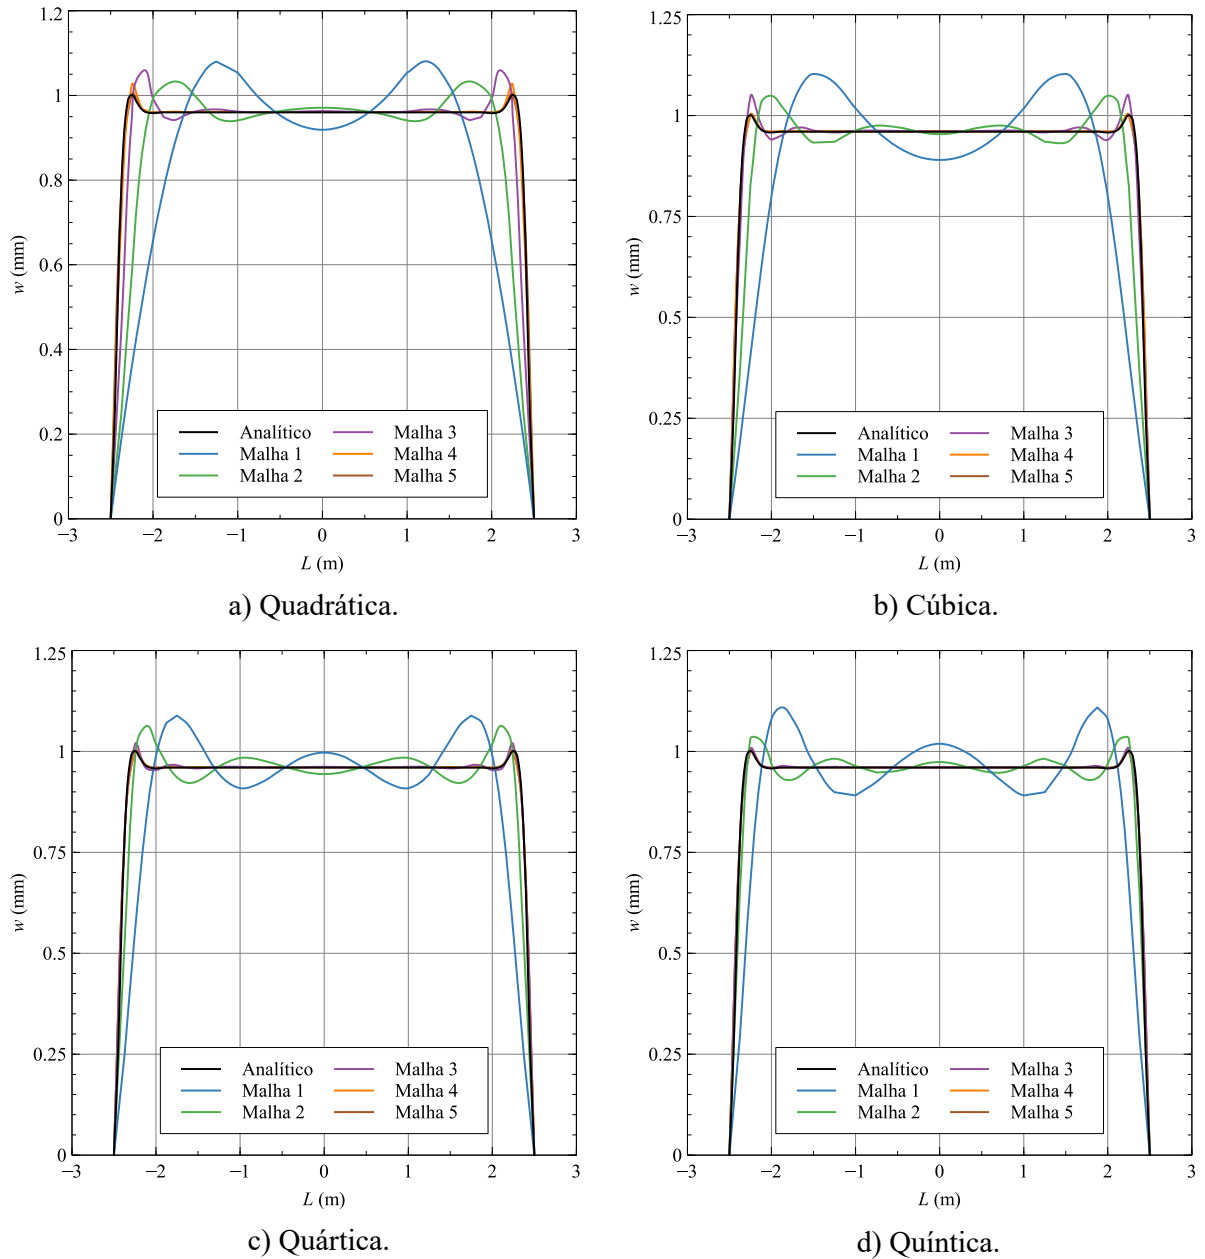 1.2
1
0.8
0.6
0.4
0.2
0
w (mm)
Analítico
Malha 1
Malha 2
Malha 3
Malha 4
Malha 5
−3
−2
−1
0
1
2
3
L (m)
a) Quadrática.
1.25
1
0.75
0.5
0.25
0
w (mm)
Analítico
Malha 1
Malha 2
Malha 3
Malha 4
Malha 5
−3
−2
−1
0
1
2
3
L (m)
b) Cúbica.
1.25
1
0.75
0.5
0.25
0
w (mm)
Analítico
Malha 1
Malha 2
Malha 3
Malha 4
Malha 5
−3
−2
−1
0
1
2
3
L (m)
c) Quártica.
1.25
1
0.75
0.5
0.25
0
w (mm)
Analítico
Malha 1
Malha 2
Malha 3
Malha 4
Malha 5
−3
−2
−1
0
1
2
3
L (m)
d) Quíntica.